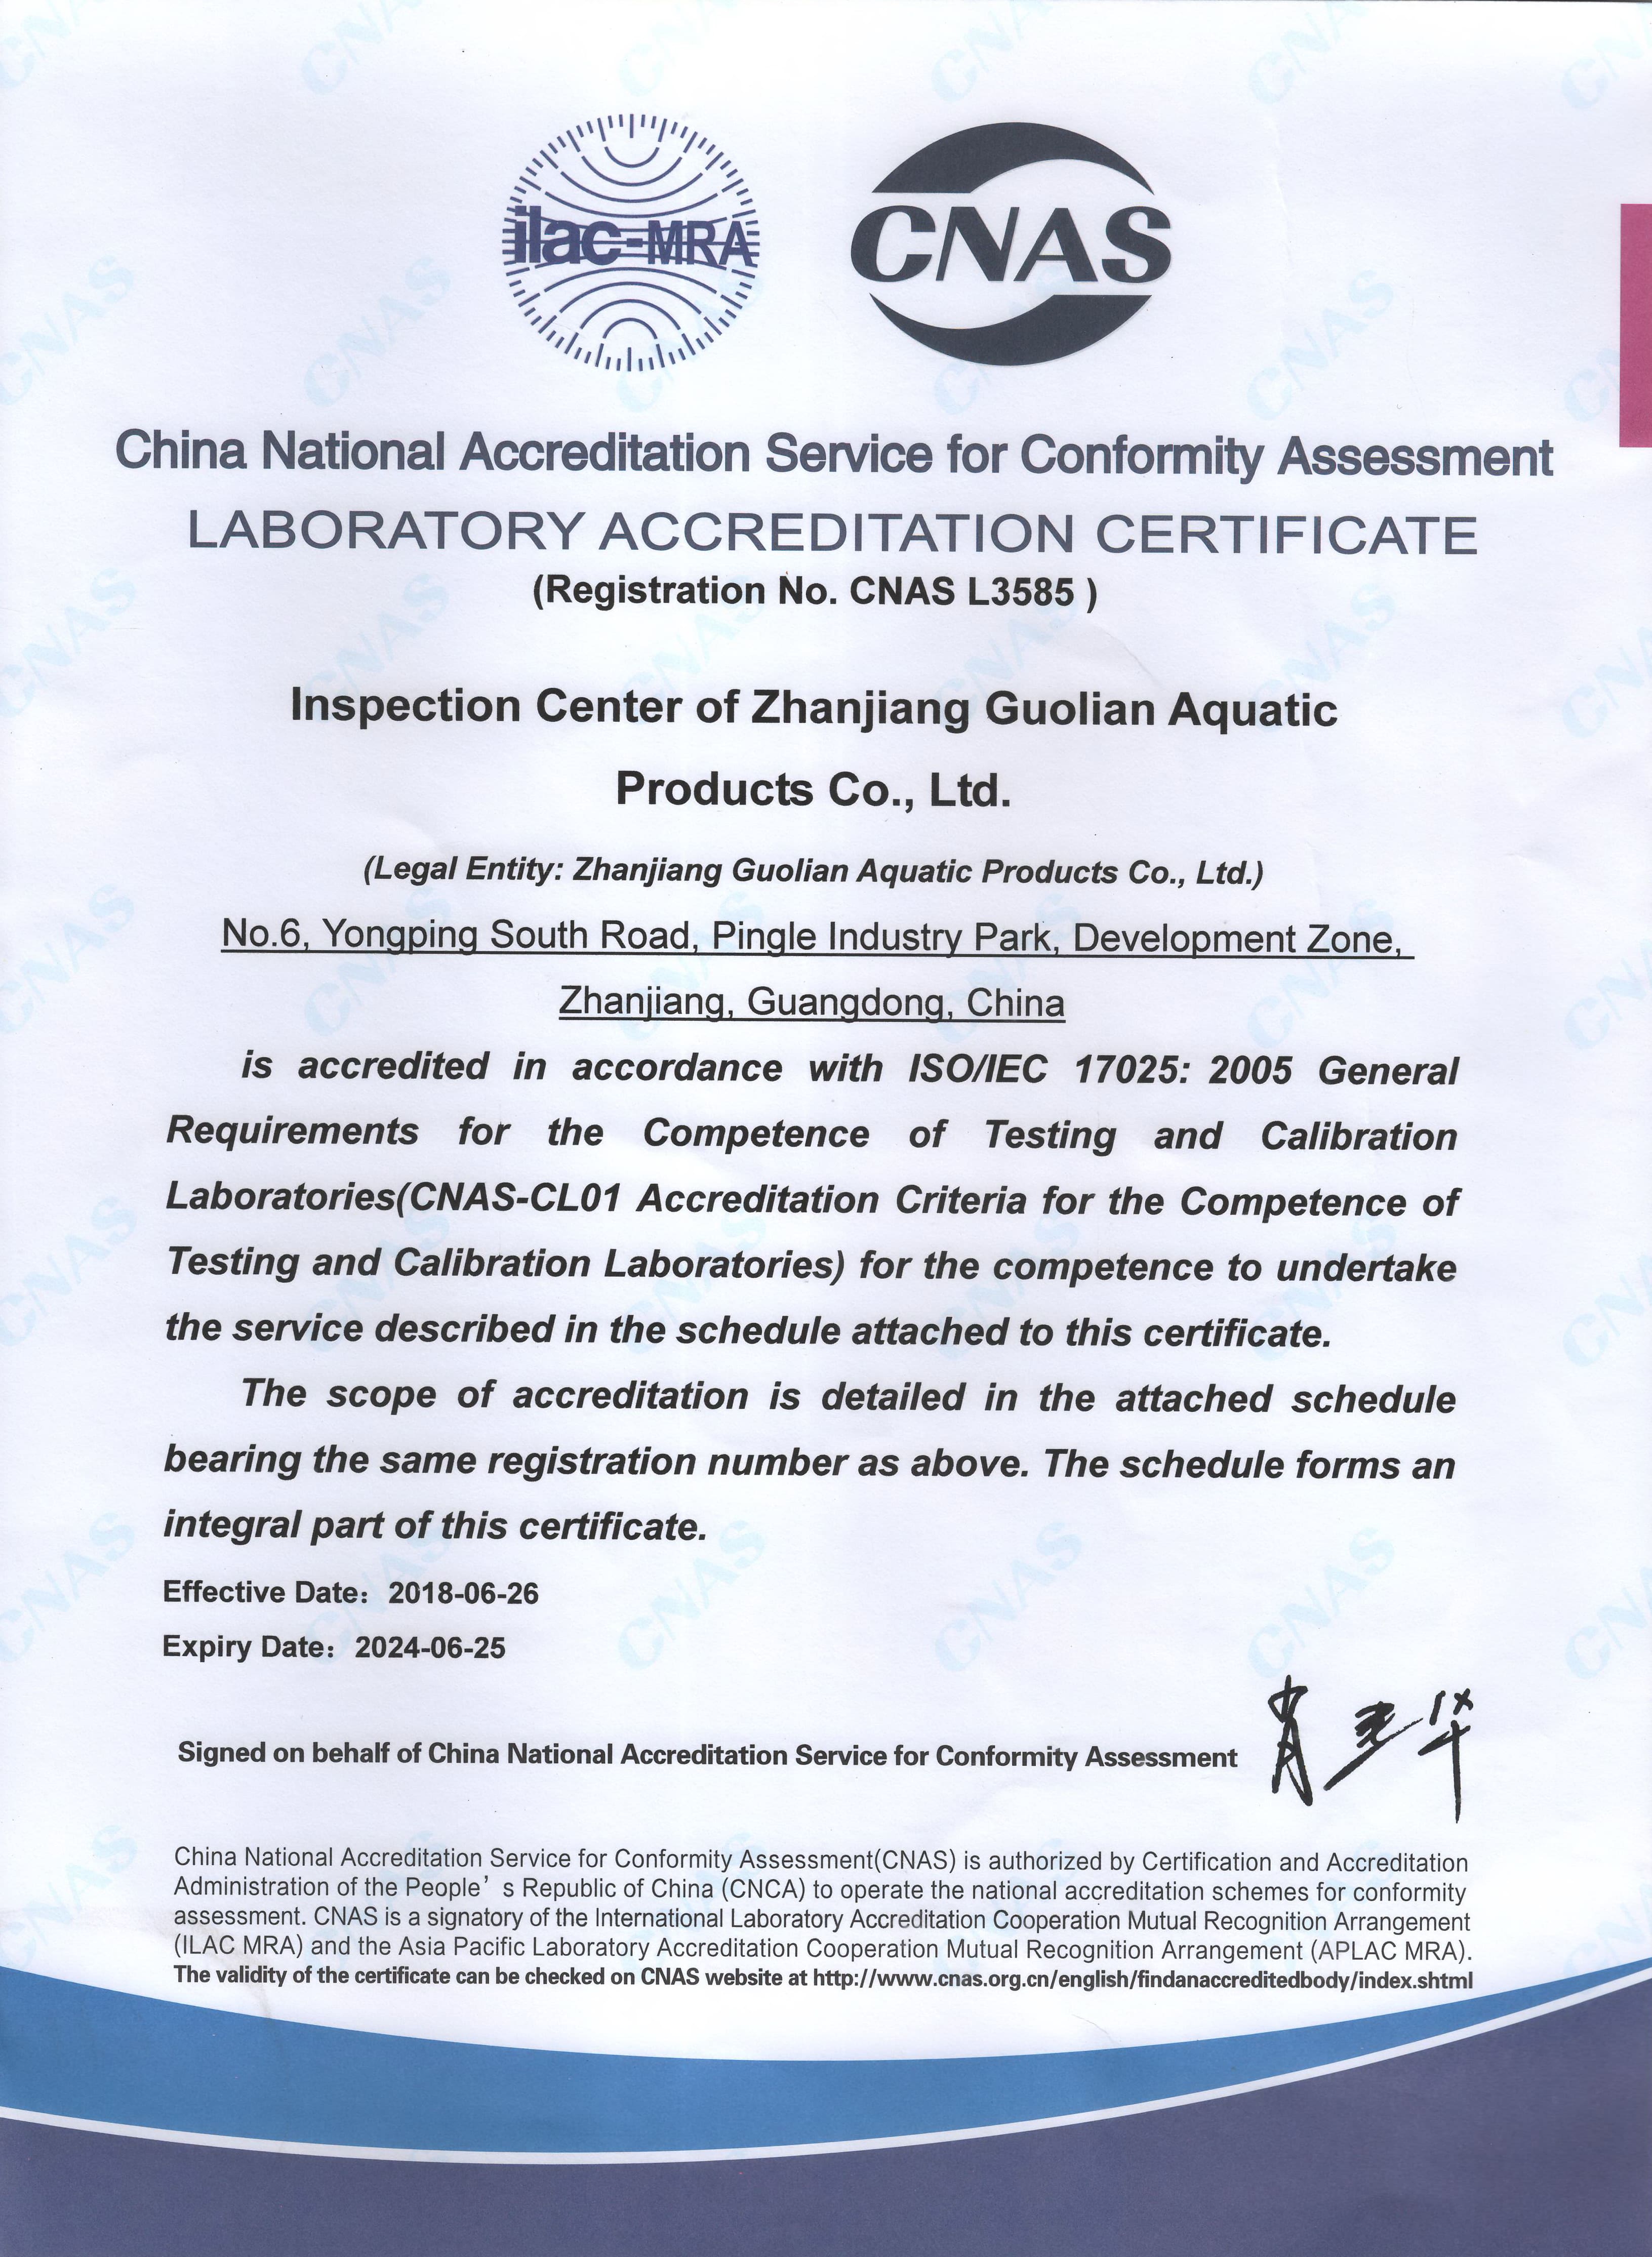 ilac-MRA
CNAS
China National Accreditation Service for Conformity Assessment
LABORATORY ACCREDITATION CERTIFICATE
(Registration No. CNAS L3585 )
Inspection Center of Zhanjiang Guolian Aquatic
Products Co., Ltd.
(Legal Entity: Zhanjiang Guolian Aquatic Products Co., Ltd.)
No.6, Yongping South Road, Pingle Industry Park, Development Zone,
Zhanjiang, Guangdong, China
is accredited in accordance with ISO/IEC 17025: 2005 General
Requirements for the Competence of Testing and Calibration
Laboratories(CNAS-CL01 Accreditation Criteria for the Competence of
Testing and Calibration Laboratories) for the competence to undertake
the service described in the schedule attached to this certificate.
The scope of accreditation is detailed in the attached schedule
bearing the same registration number as above. The schedule forms an
integral part of this certificate.
Effective Date：2018-06-26
Expiry Date：2024-06-25
Signed on behalf of China National Accreditation Service for Conformity Assessment
China National Accreditation Service for Conformity Assessment(CNAS) is authorized by Certification and Accreditation
Administration of the People’s Republic of China (CNCA) to operate the national accreditation schemes for conformity
assessment. CNAS is a signatory of the International Laboratory Accreditation Cooperation Mutual Recognition Arrangement
(ILAC MRA) and the Asia Pacific Laboratory Accreditation Cooperation Mutual Recognition Arrangement (APLAC MRA).
The validity of the certificate can be checked on CNAS website at http://www.cnas.org.cn/english/findanaccreditedbody/index.shtml